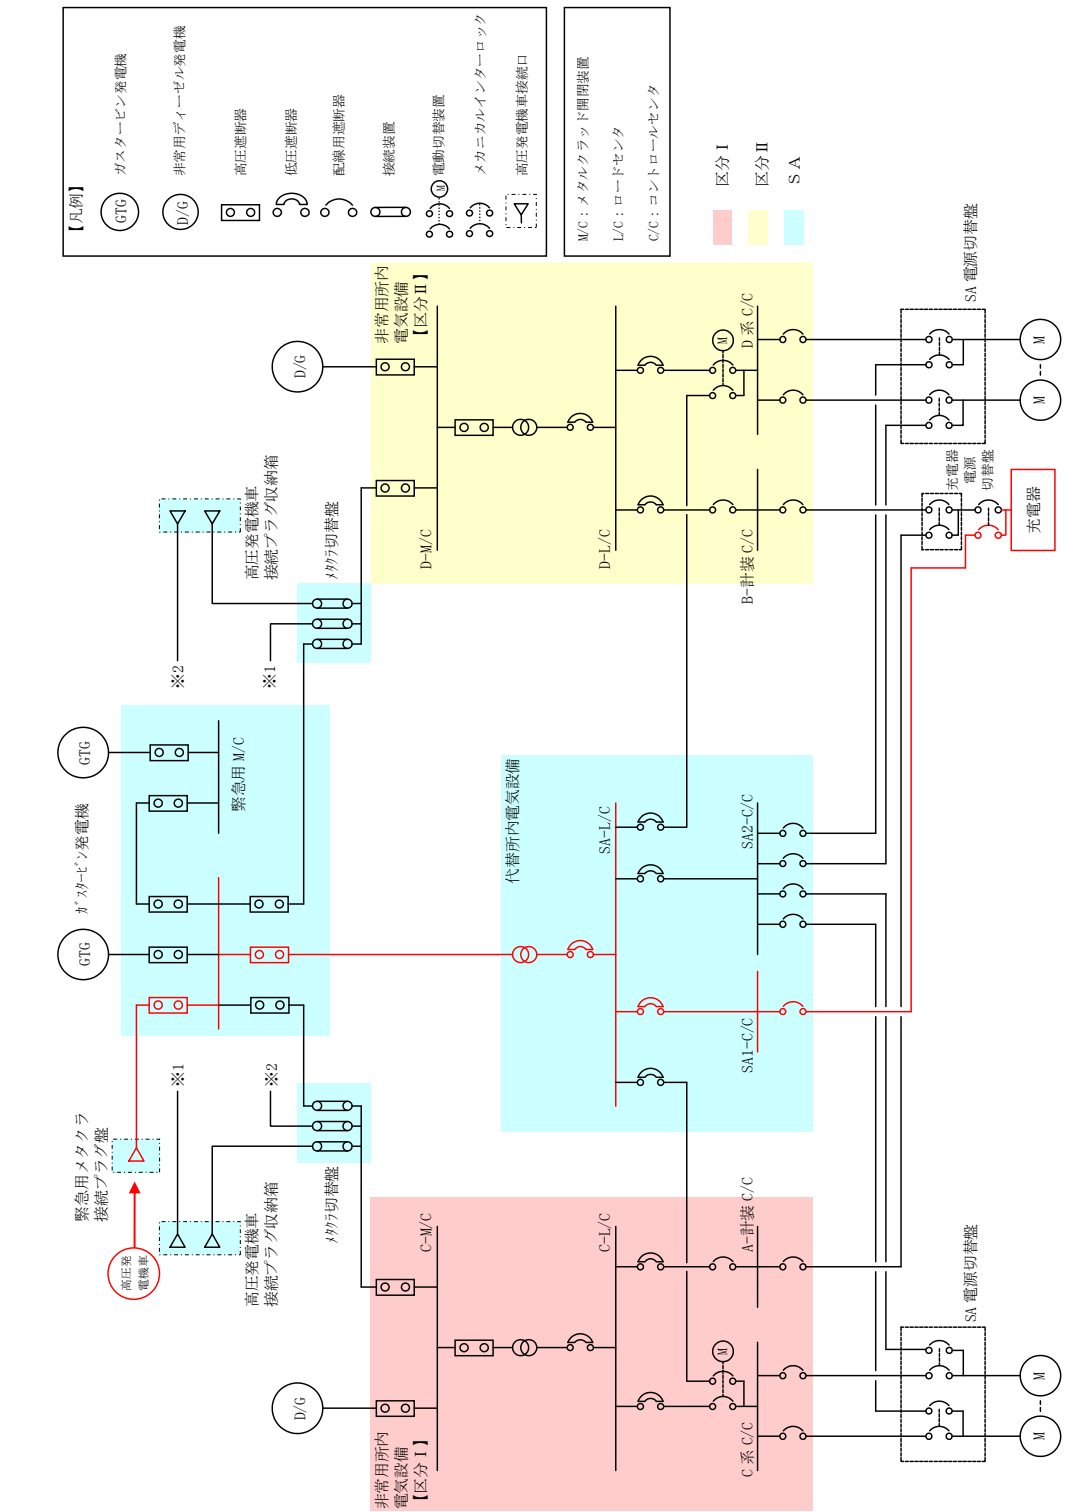 【凡例】
GTG
ガスタービン発電機
D/G
非常用ディーゼル発電機
高圧遮断器
低圧遮断器
配線用遮断器
接続装置
M
電動切替装置
メカニカルインターロック
高圧発電機車接続口
M/C：メタルクラッド開閉装置
L/C：ロードセンタ
C/C：コントロールセンタ
区分Ⅰ
区分Ⅱ
ＳＡ
GTG
ｶﾞｽﾀｰﾋﾞﾝ発電機
GTG
緊急用M/C
緊急用メタクラ
接続プラグ盤
高圧発
電機車
※2
※1
※1
※2
高圧発電機車
接続プラグ収納箱
高圧発電機車
接続プラグ収納箱
ﾒﾀｸﾗ切替盤
ﾒﾀｸﾗ切替盤
D/G
非常用所内
電気設備
【区分Ⅱ】
D-M/C
D-L/C
M
D系C/C
B-計装C/C
代替所内電気設備
SA-L/C
SA2-C/C
SA1-C/C
D/G
非常用所内
電気設備
【区分Ⅰ】
C-M/C
C-L/C
M
A-計装C/C
C系C/C
SA電源切替盤
M
M
充電器
電源
切替盤
充電器
SA電源切替盤
M
M